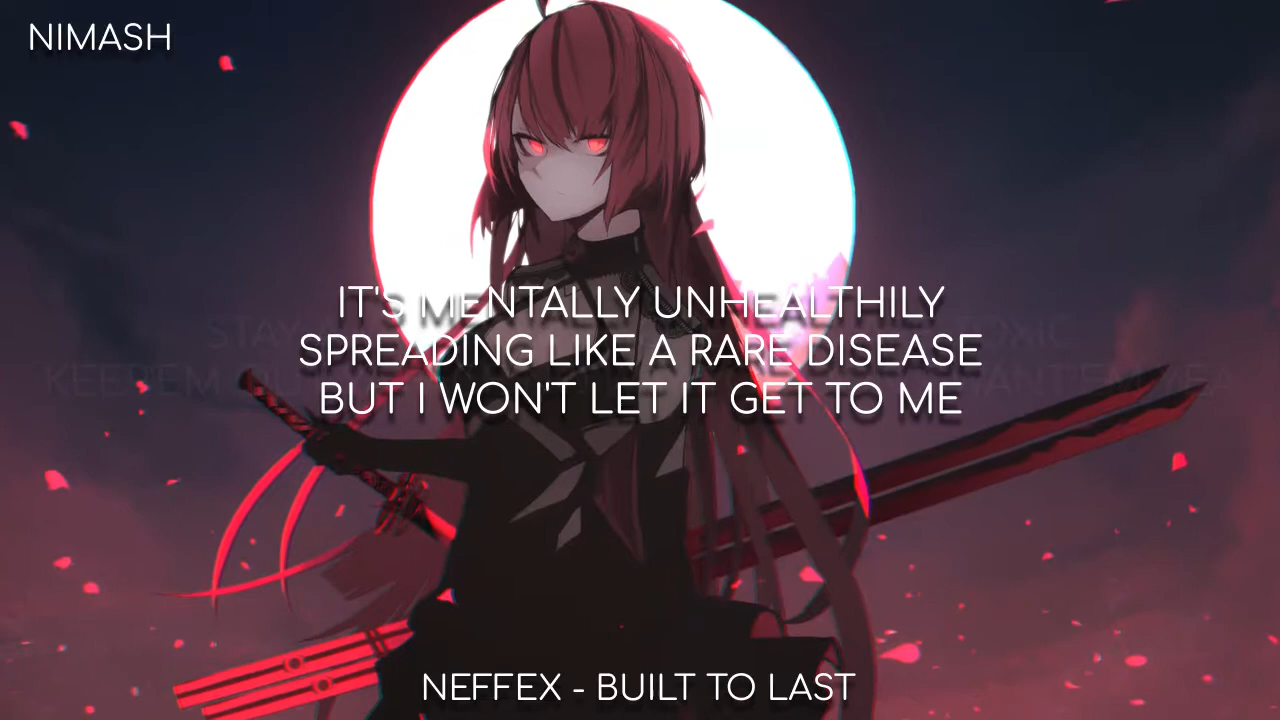 NIMASH
IT'S MENTALLY UNHEALTHILY
SPREADING LIKE A RARE DISEASE
BUT I WON'T LET IT GET TO ME
NEFFEX - BUILT TO LAST